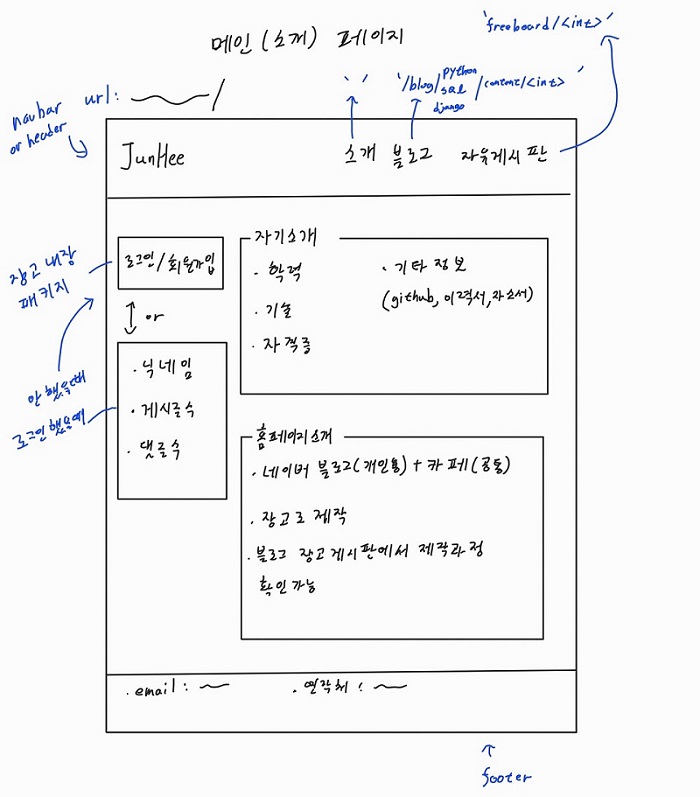 메인 (소개) 페이지
'freeboard/<int>'
url: /
' '
'/blog/python sql django/content/<int> '
navbar
or header
JunHee
소개 블로그 자유게시판
장고 내장
패키지
로그인/회원가입
or
안 했을때
로그인 했을때
· 닉네임
· 게시글수
· 댓글수
자기소개
· 학력
· 기술
· 자격증
· 기타 정보
(github, 이력서, 자소서)
홈페이지 소개
· 네이버 블로그(개인용) + 카페(공통)
· 장고로 제작
· 블로그 장고 게시판에서 제작과정
확인가능
· email :
· 연락처 :
footer